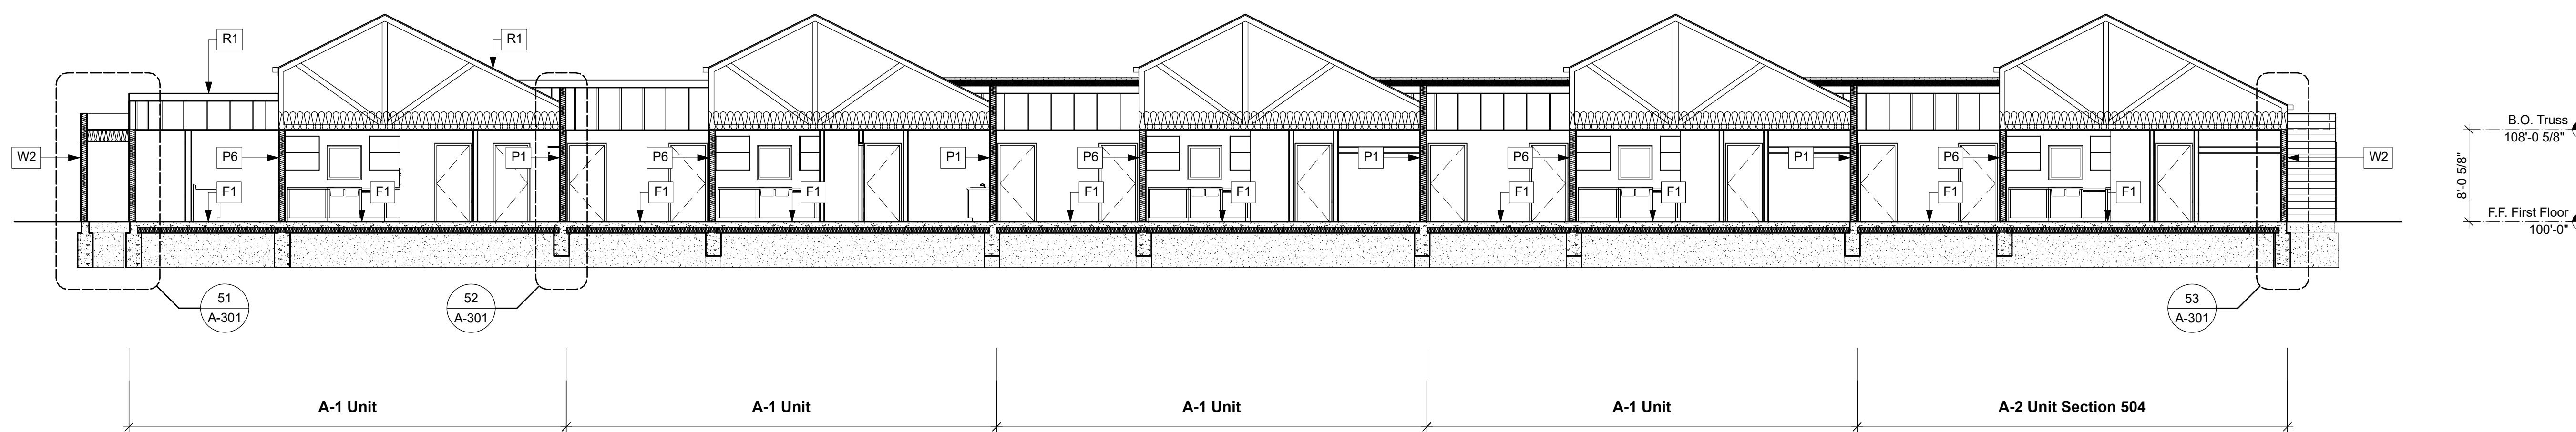 R1
R1
B.O. Truss
108'-0 5/8"
W2
P6
P1
P6
P1
P6
P1
P6
P1
P6
W2
8'-0 5/8"
F1
F1
F1
F1
F1
F1
F1
F1
F1
F1
F.F. First Floor
100'-0"
51
A-301
52
A-301
53
A-301
A-1 Unit
A-1 Unit
A-1 Unit
A-1 Unit
A-2 Unit Section 504